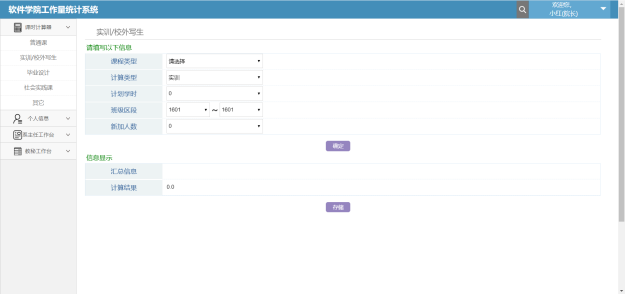 软件学院工作量统计系统
欢迎您,
小红(院长)
课时计算器
普通课
实训/校外写生
毕业设计
社会实践课
其它
个人信息
系主任工作台
教秘工作台
实训/校外写生
请填写以下信息
课程类型 请选择
计算类型 实训
计划学时 0
班级区段 1601 ～ 1601
新加人数 0
确定
信息显示
汇总信息
计算结果 0.0
存储